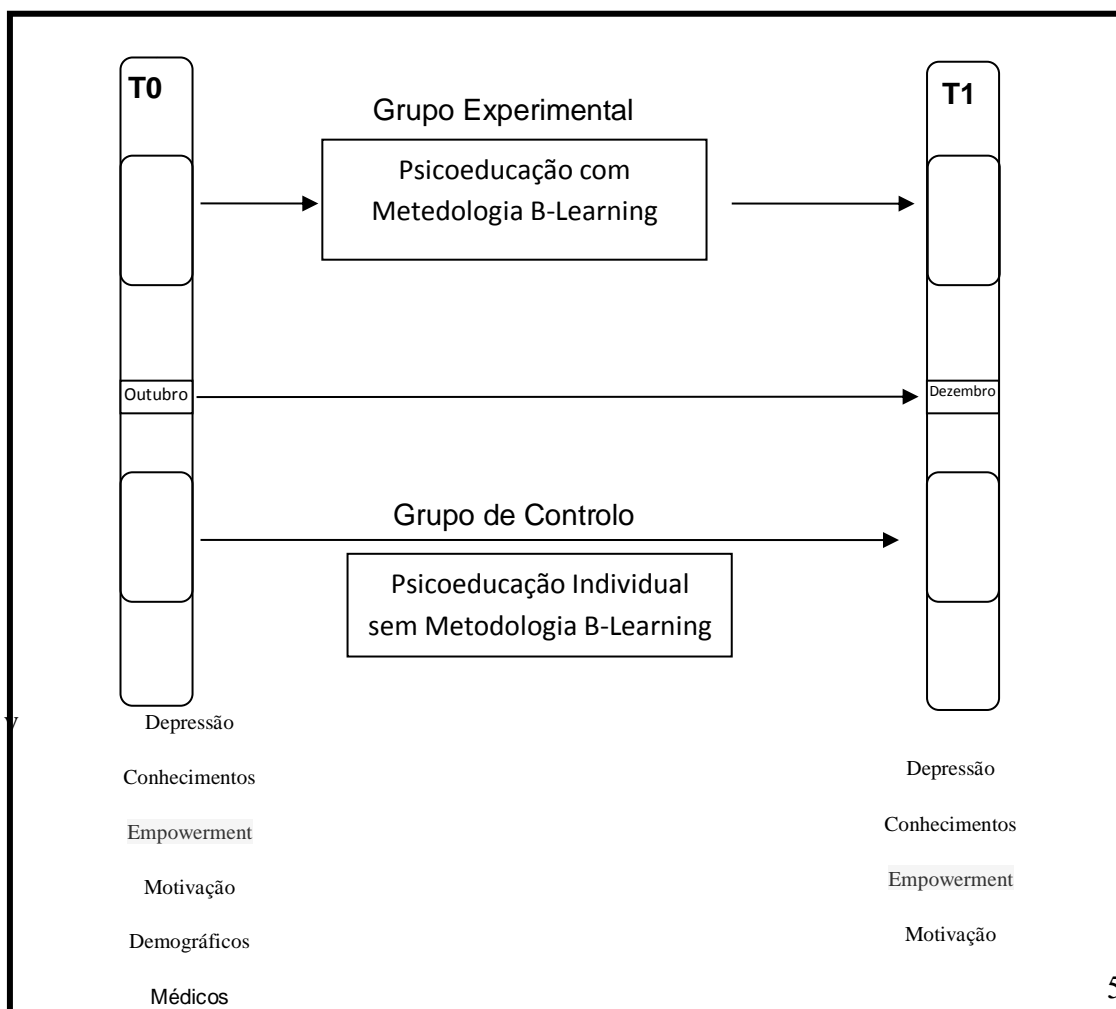 T0
T1
Grupo Experimental
Psicoeducação com
Metedologia B-Learning
Outubro
Dezembro
Grupo de Controlo
Psicoeducação Individual
sem Metodologia B-Learning
Depressão
Conhecimentos
Empowerment
Motivação
Demográficos
Médicos
Depressão
Conhecimentos
Empowerment
Motivação
5